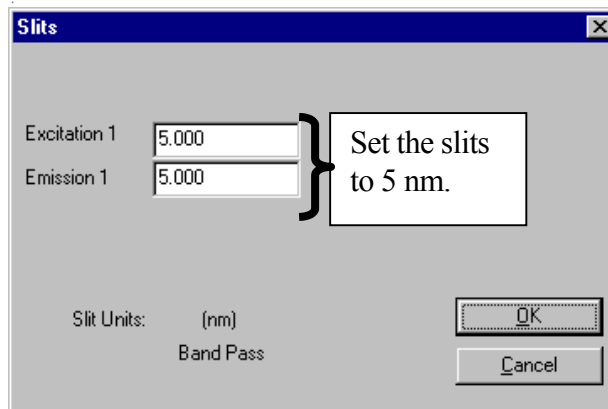 Slits
Excitation 1
5.000
Emission 1
5.000
Set the slits
to 5 nm.
Slit Units:
(nm)
Band Pass
OK
Cancel